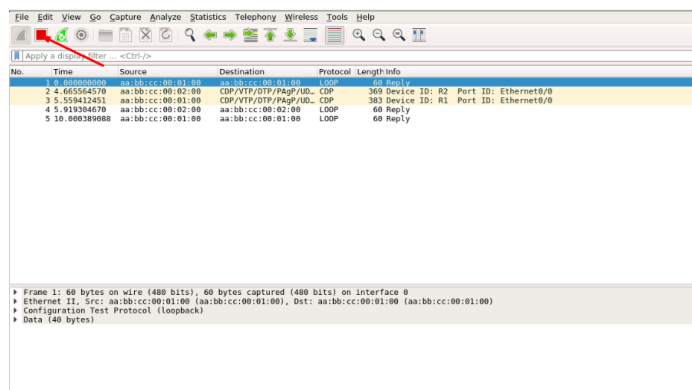 File Edit View Go Capture Analyze Statistics Telephony Wireless Tools Help
Apply a display filter ... <Ctrl-/>
No. Time Source Destination Protocol Length Info
1 0.000000000 aa:bb:cc:00:01:00 aa:bb:cc:00:01:00 LOOP 60 Reply
2 4.665564570 aa:bb:cc:00:02:00 CDP/VTP/DTP/PAgP/UD… CDP 369 Device ID: R2 Port ID: Ethernet0/0
3 5.559412451 aa:bb:cc:00:01:00 CDP/VTP/DTP/PAgP/UD… CDP 383 Device ID: R1 Port ID: Ethernet0/0
4 5.919304670 aa:bb:cc:00:02:00 aa:bb:cc:00:02:00 LOOP 60 Reply
5 10.000389088 aa:bb:cc:00:01:00 aa:bb:cc:00:01:00 LOOP 60 Reply
Frame 1: 60 bytes on wire (480 bits), 60 bytes captured (480 bits) on interface 0
Ethernet II, Src: aa:bb:cc:00:01:00 (aa:bb:cc:00:01:00), Dst: aa:bb:cc:00:01:00 (aa:bb:cc:00:01:00)
Configuration Test Protocol (loopback)
Data (40 bytes)